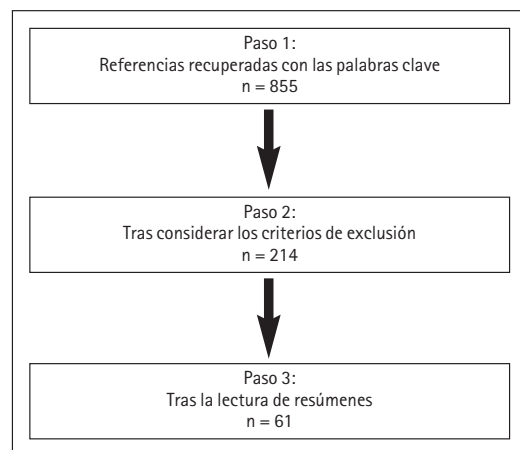 Paso 1:
Referencias recuperadas con las palabras clave
n = 855
Paso 2:
Tras considerar los criterios de exclusión
n = 214
Paso 3:
Tras la lectura de resúmenes
n = 61